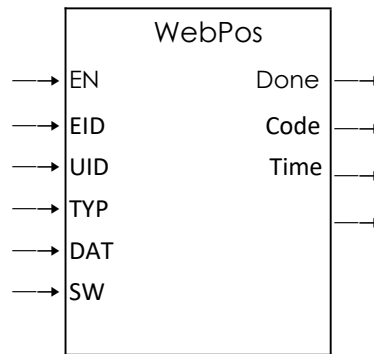 WebPos
EN Done
EID Code
UID Time
TYP
DAT
SW